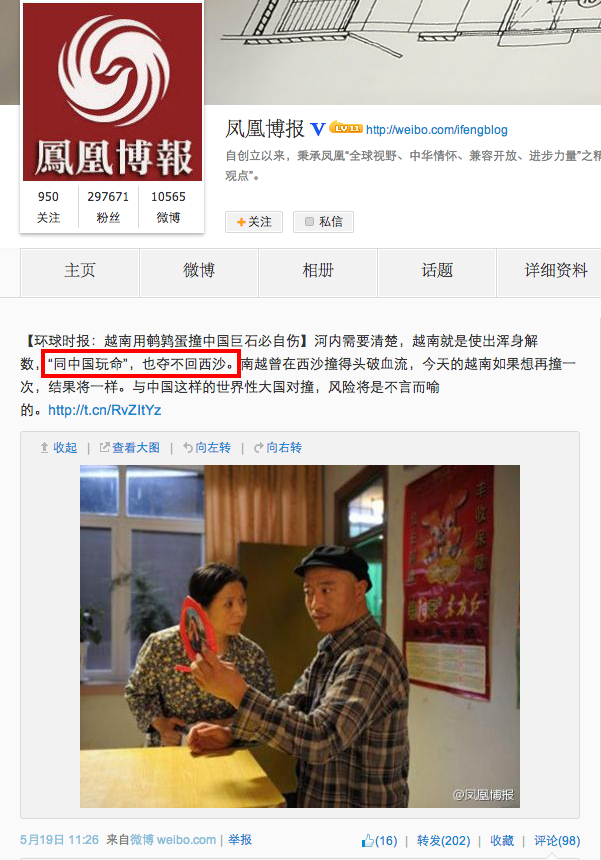 鳳凰博報
凤凰博报 V LV 11 http://weibo.com/ifengblog
自创立以来，秉承凤凰“全球视野、中华情怀、兼容开放、进步力量”之精
观点”。
950 297671 10565
关注 粉丝 微博
+关注 私信
主页 微博 相册 话题 详细资料
【环球时报：越南用鹌鹑蛋撞中国巨石必自伤】河内需要清楚，越南就是使出浑身解
数，“同中国玩命”，也夺不回西沙。南越曾在西沙撞得头破血流，今天的越南如果想再撞一
次，结果将一样。与中国这样的世界性大国对撞，风险将是不言而喻
的。http://t.cn/RvZItYz
收起 | 查看大图 | 向左转 | 向右转
丰收保险
@凤凰博报
5月19日 11:26 来自微博 weibo.com | 举报
(16) | 转发(202) | 收藏 | 评论(98)